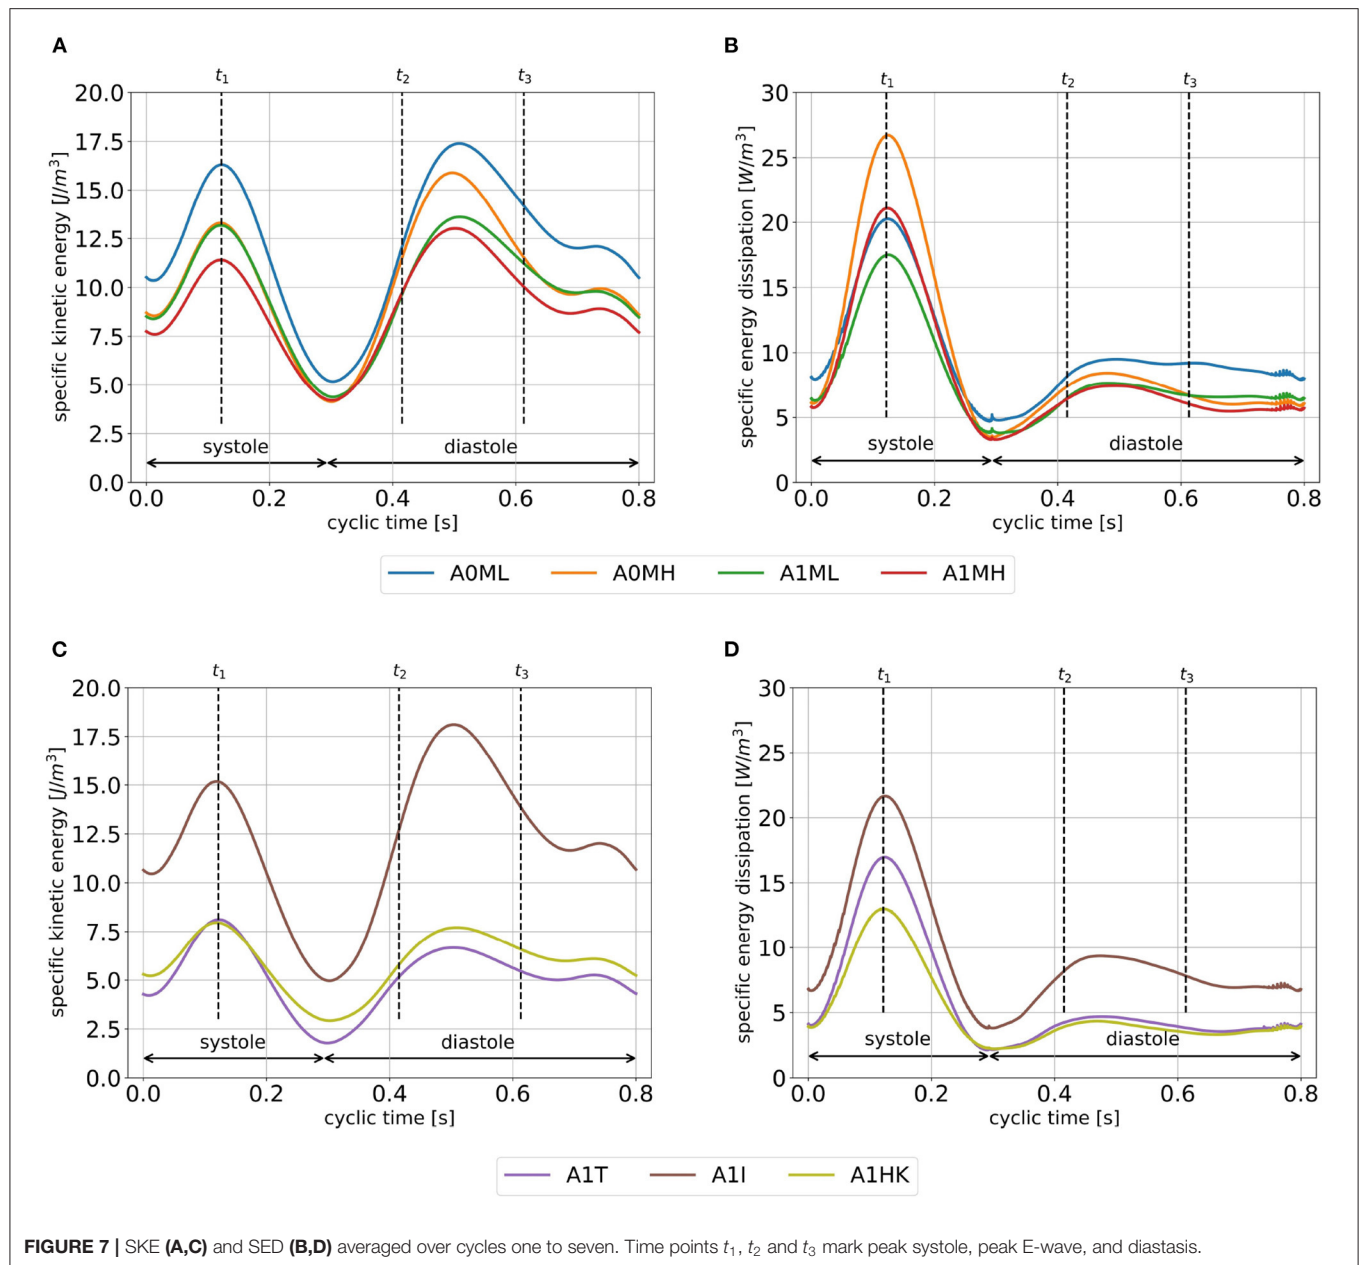 A
t1 t2 t3
20.0
17.5
15.0
12.5
10.0
7.5
5.0
2.5
0.0
specific kinetic energy [J/m³]
systole diastole
0.0 0.2 0.4 0.6 0.8
cyclic time [s]
B
t1 t2 t3
30
25
20
15
10
5
0
specific energy dissipation [W/m³]
systole diastole
0.0 0.2 0.4 0.6 0.8
cyclic time [s]
A0ML A0MH A1ML A1MH
C
t1 t2 t3
20.0
17.5
15.0
12.5
10.0
7.5
5.0
2.5
0.0
specific kinetic energy [J/m³]
systole diastole
0.0 0.2 0.4 0.6 0.8
cyclic time [s]
D
t1 t2 t3
30
25
20
15
10
5
0
specific energy dissipation [W/m³]
systole diastole
0.0 0.2 0.4 0.6 0.8
cyclic time [s]
A1T A1I A1HK
FIGURE 7 | SKE (A,C) and SED (B,D) averaged over cycles one to seven. Time points t1, t2 and t3 mark peak systole, peak E-wave, and diastasis.